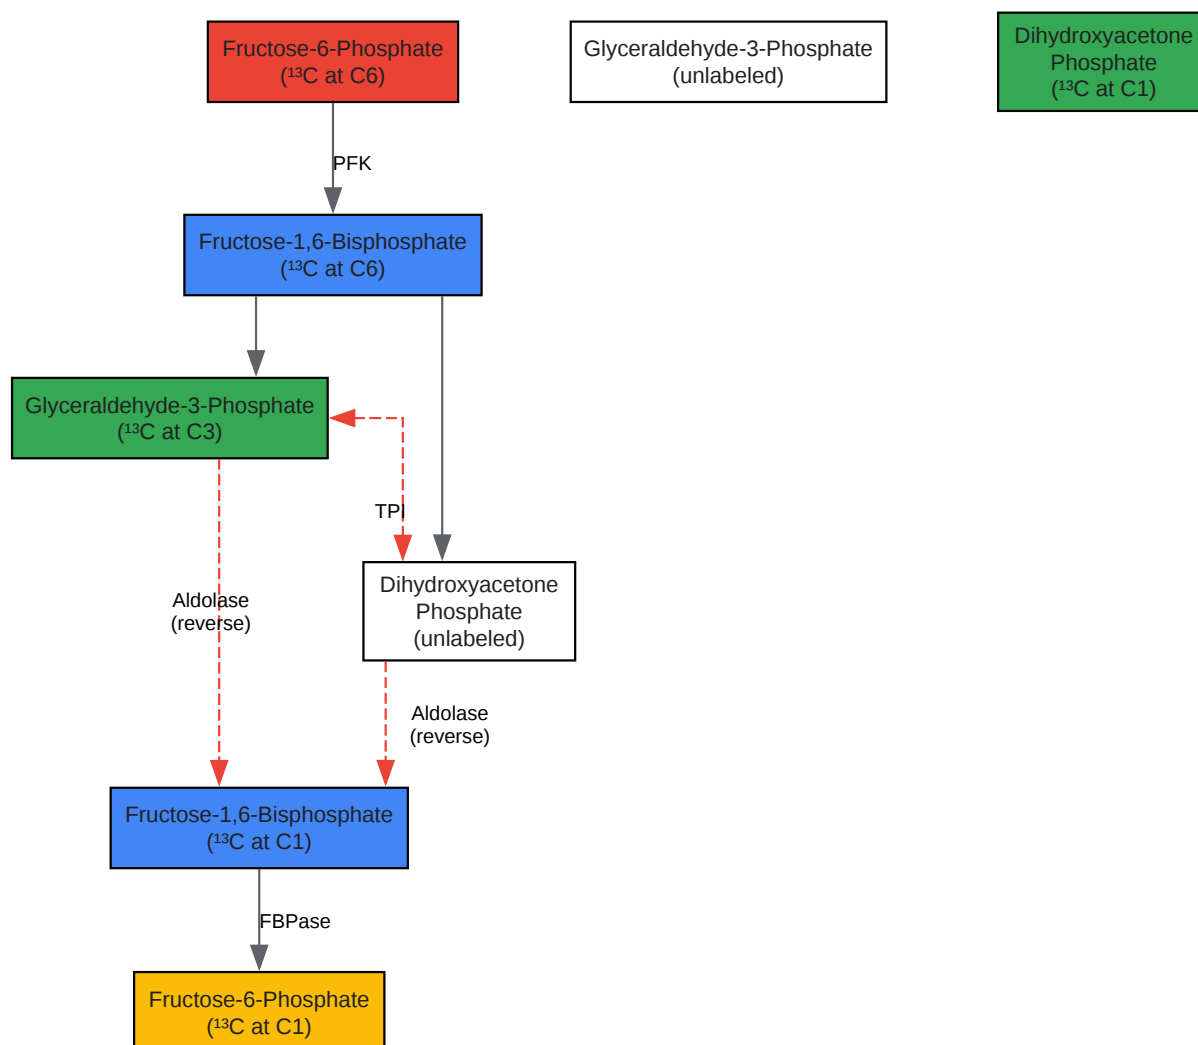 Fructose-6-Phosphate
(¹³C at C6)
Glyceraldehyde-3-Phosphate
(unlabeled)
Dihydroxyacetone
Phosphate
(¹³C at C1)
PFK
Fructose-1,6-Bisphosphate
(¹³C at C6)
Glyceraldehyde-3-Phosphate
(¹³C at C3)
TPI
Dihydroxyacetone
Phosphate
(unlabeled)
Aldolase
(reverse)
Aldolase
(reverse)
Fructose-1,6-Bisphosphate
(¹³C at C1)
FBPase
Fructose-6-Phosphate
(¹³C at C1)